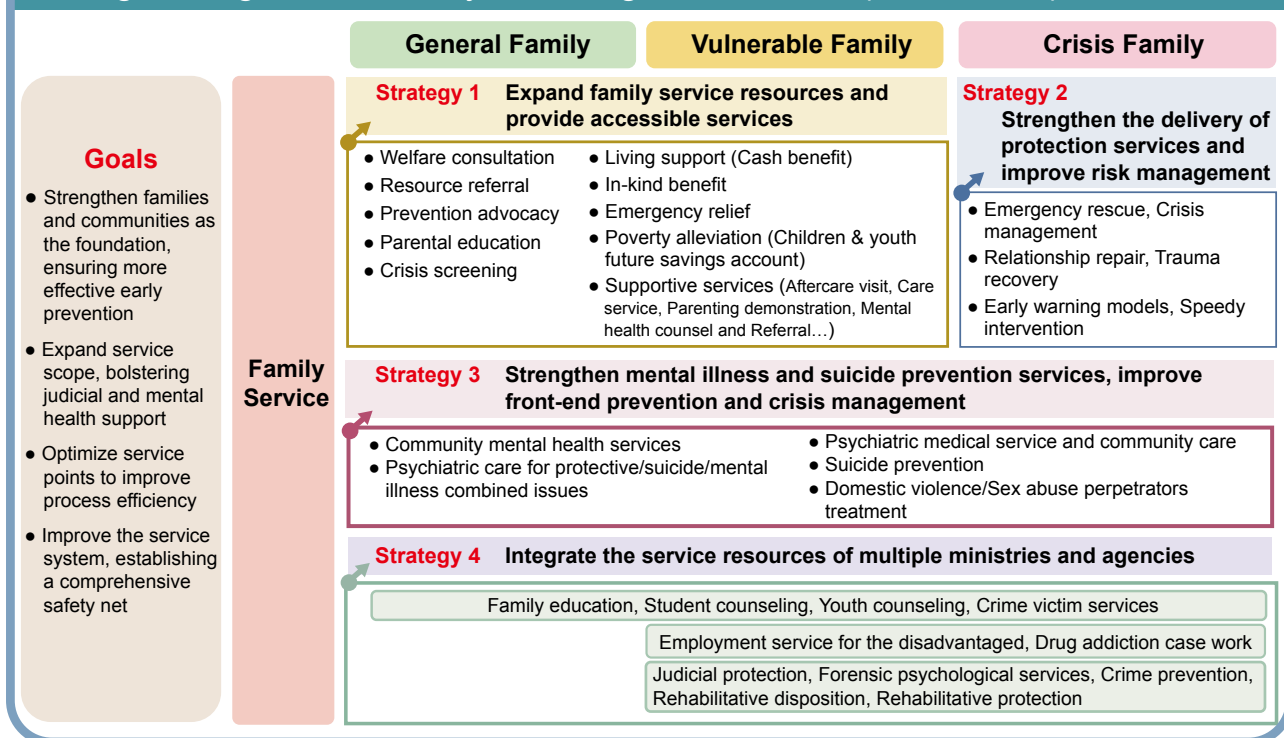 General Family
Vulnerable Family
Crisis Family
Goals
● Strengthen families
and communities as
the foundation,
ensuring more
effective early
prevention
● Expand service
scope, bolstering
judicial and mental
health support
● Optimize service
points to improve
process efficiency
● Improve the service
system, establishing
a comprehensive
safety net
Family
Service
Strategy 1 Expand family service resources and
provide accessible services
● Welfare consultation
● Resource referral
● Prevention advocacy
● Parental education
● Crisis screening
● Living support (Cash benefit)
● In-kind benefit
● Emergency relief
● Poverty alleviation (Children & youth
future savings account)
● Supportive services (Aftercare visit, Care
service, Parenting demonstration, Mental
health counsel and Referral…)
Strategy 2
Strengthen the delivery of
protection services and
improve risk management
● Emergency rescue, Crisis
management
● Relationship repair, Trauma
recovery
● Early warning models, Speedy
intervention
Strategy 3 Strengthen mental illness and suicide prevention services, improve
front-end prevention and crisis management
● Community mental health services
● Psychiatric care for protective/suicide/mental
illness combined issues
● Psychiatric medical service and community care
● Suicide prevention
● Domestic violence/Sex abuse perpetrators
treatment
Strategy 4 Integrate the service resources of multiple ministries and agencies
Family education, Student counseling, Youth counseling, Crime victim services
Employment service for the disadvantaged, Drug addiction case work
Judicial protection, Forensic psychological services, Crime prevention,
Rehabilitative disposition, Rehabilitative protection